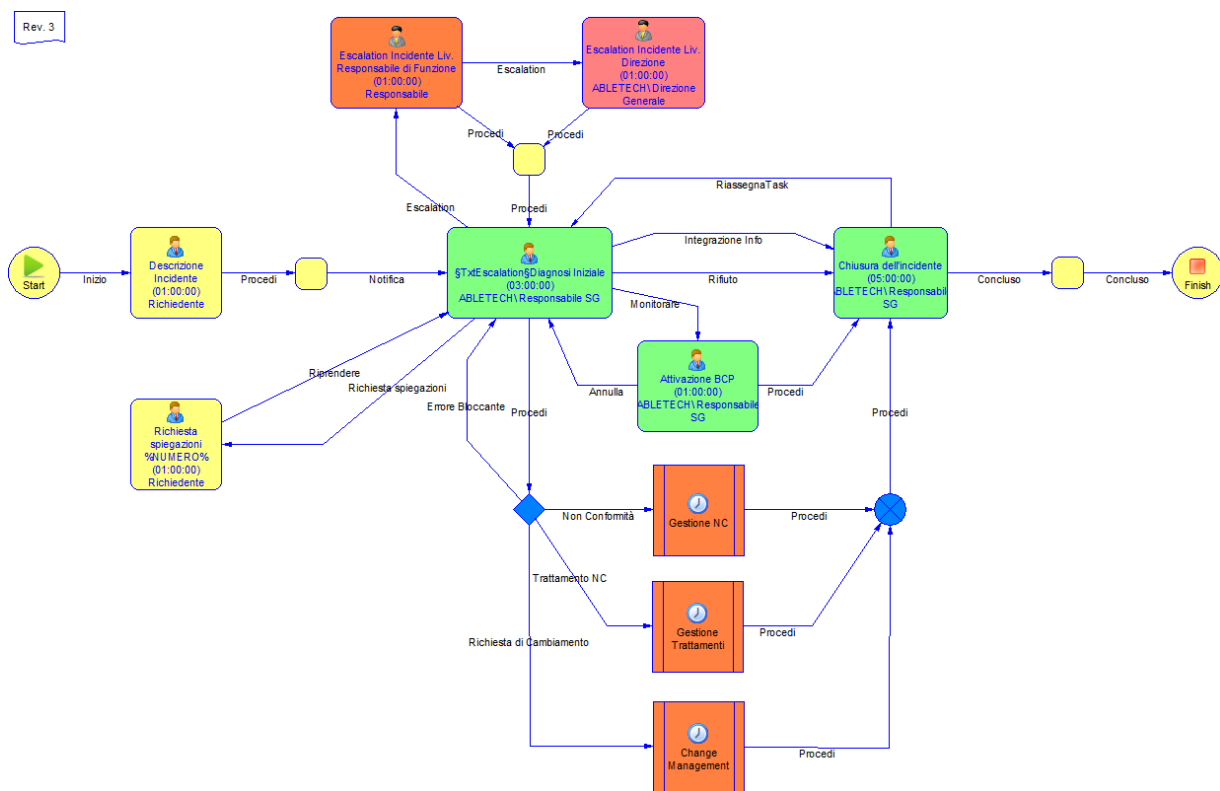 Rev. 3
Escalation Incidente Liv.
Responsabile di Funzione
(01:00:00)
Responsabile
Escalation
Escalation Incidente Liv.
Direzione
(01:00:00)
ABLETECH\Direzione
Generale
Procedi
Procedi
Escalation
Procedi
RiassegnaTask
Start
Inizio
Descrizione
Incidente
(01:00:00)
Richiedente
Procedi
Notifica
§TxtEscalation§Diagnosi Iniziale
(03:00:00)
ABLETECH\Responsabile SG
Integrazione Info
Rifiuto
Monitorare
Chiusura dell'incidente
(05:00:00)
ABLETECH\Responsabil
SG
Concluso
Concluso
Finish
Riprendere
Richiesta spiegazioni
Errore Bloccante
Procedi
Annulla
Attivazione BCP
(01:00:00)
ABLETECH\Responsabile
SG
Procedi
Procedi
Richiesta
spiegazioni
%NUMERO%
(01:00:00)
Richiedente
Non Conformità
Gestione NC
Procedi
Trattamento NC
Gestione
Trattamenti
Procedi
Richiesta di Cambiamento
Change
Management
Procedi